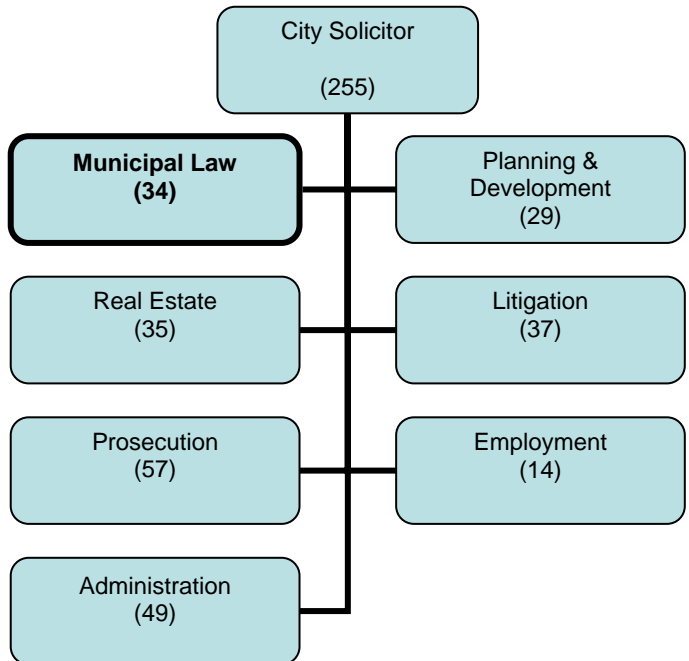 City Solicitor
(255)
Municipal Law
(34)
Planning &
Development
(29)
Real Estate
(35)
Litigation
(37)
Prosecution
(57)
Employment
(14)
Administration
(49)